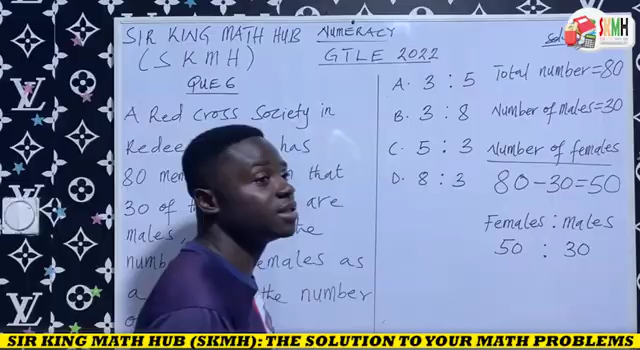 SIR KING MATH HUB NUMERACY
(SKMH) GTLE 2022
QUE 6
A Red Cross Society in
Redee has
80 mem that
30 of are
males,
numb emales as
a the number
A. 3 : 5
B. 3 : 8
C. 5 : 3
D. 8 : 3
Total number=80
Number of males=30
Number of females
80-30=50
Females : males
50 : 30
SKMH
SIR KING MATH HUB (SKMH): THE SOLUTION TO YOUR MATH PROBLEMS